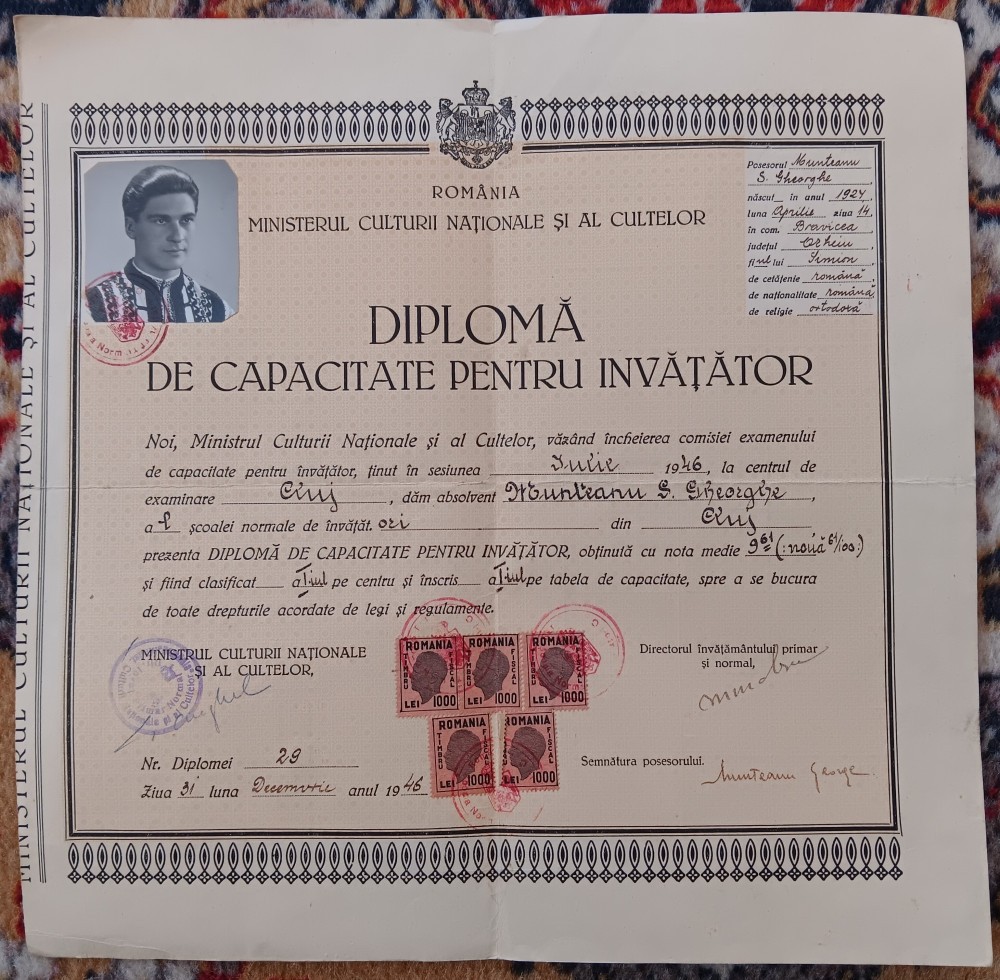 MINISTERUL CULTURII NAȚIONALE ȘI AL CULTELOR
ROMÂNIA
MINISTERUL CULTURII NAȚIONALE ȘI AL CULTELOR
Posesorul Munteanu
S. Gheorghe,
născut în anul 1924,
luna Aprilie ziua 14,
în com. Bravicea,
județul Orheiu,
fiul lui Simion,
de cetățenie română,
de naționalitate română,
de religie ortodoxă
DIPLOMĂ
DE CAPACITATE PENTRU INVĂȚĂTOR
Noi, Ministrul Culturii Naționale și al Cultelor, văzând încheierea comisiei examenului
de capacitate pentru învățător, ținut în sesiunea Iulie 1946, la centrul de
examinare Cluj, dăm absolvent Munteanu S. Gheorghe,
a l școalei normale de învățăt. ori din Cluj
prezenta DIPLOMĂ DE CAPACITATE PENTRU INVĂȚĂTOR, obținută cu nota medie 9 61 (: nouă 61/100:)
și fiind clasificat al I-iul pe centru și înscris al I-iul pe tabela de capacitate, spre a se bucura
de toate drepturile acordate de legi și regulamente.
MINISTRUL CULTURII NAȚIONALE
ȘI AL CULTELOR,
Directorul învățământului primar
și normal,
ROMANIA TIMBRU FISCAL LEI 1000
ROMANIA TIMBRU FISCAL LEI 1000
ROMANIA TIMBRU FISCAL LEI 1000
ROMANIA TIMBRU FISCAL LEI 1000
ROMANIA TIMBRU FISCAL LEI 1000
Nr. Diplomei 29
Ziua 31 luna Decemvrie anul 1946
Semnătura posesorului.
Munteanu George